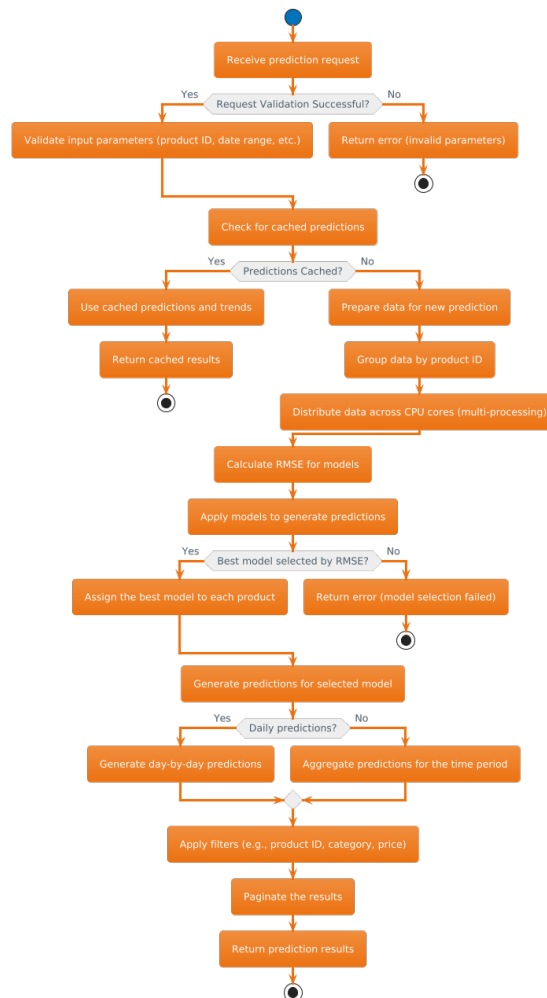 Receive prediction request
Yes
Request Validation Successful?
No
Validate input parameters (product ID, date range, etc.)
Return error (invalid parameters)
Check for cached predictions
Yes
Predictions Cached?
No
Use cached predictions and trends
Prepare data for new prediction
Return cached results
Group data by product ID
Distribute data across CPU cores (multi-processing)
Calculate RMSE for models
Apply models to generate predictions
Yes
Best model selected by RMSE?
No
Assign the best model to each product
Return error (model selection failed)
Generate predictions for selected model
Yes
Daily predictions?
No
Generate day-by-day predictions
Aggregate predictions for the time period
Apply filters (e.g., product ID, category, price)
Paginate the results
Return prediction results